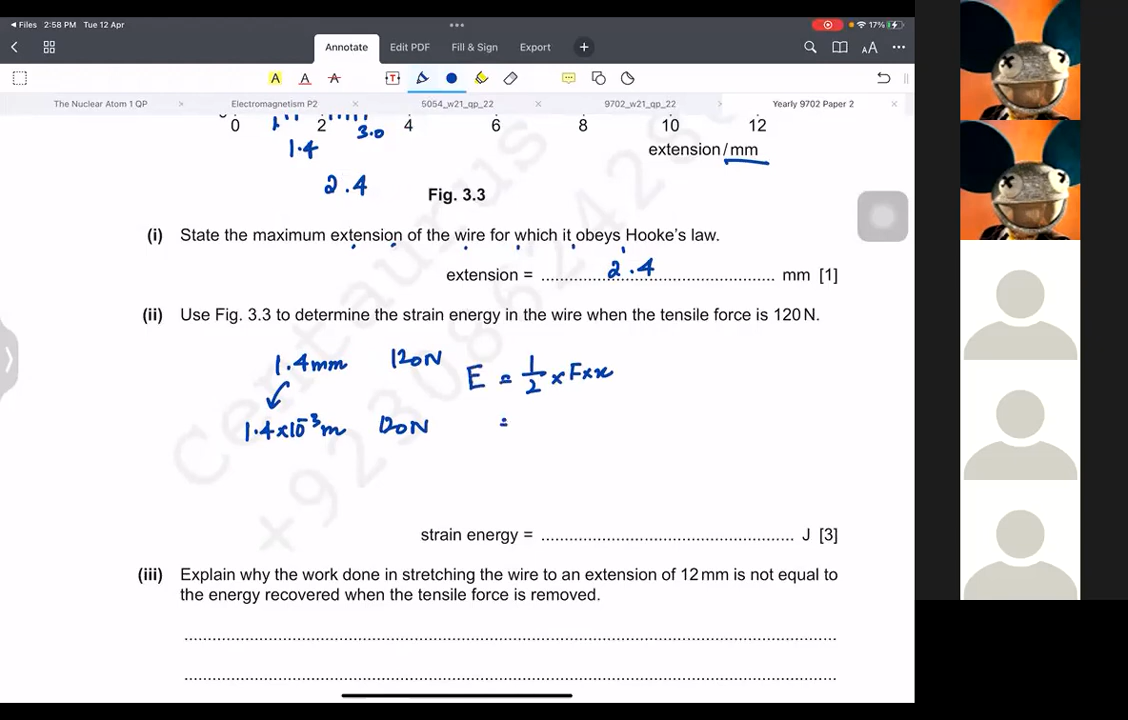 Files 2:58 PM Tue 12 Apr
17%
Annotate Edit PDF Fill & Sign Export
The Nuclear Atom 1 QP Electromagnetism P2 5054_w21_qp_22 9702_w21_qp_22 Yearly 9702 Paper 2
0 2 4 6 8 10 12
3.0
1.4
extension/mm
2.4
Fig. 3.3
(i) State the maximum extension of the wire for which it obeys Hooke's law.
extension = 2.4 mm [1]
(ii) Use Fig. 3.3 to determine the strain energy in the wire when the tensile force is 120 N.
1.4mm 120N E = 1/2 × F×x
1.4×10⁻³m 120N =
strain energy = J [3]
(iii) Explain why the work done in stretching the wire to an extension of 12 mm is not equal to
the energy recovered when the tensile force is removed.
Centaurus